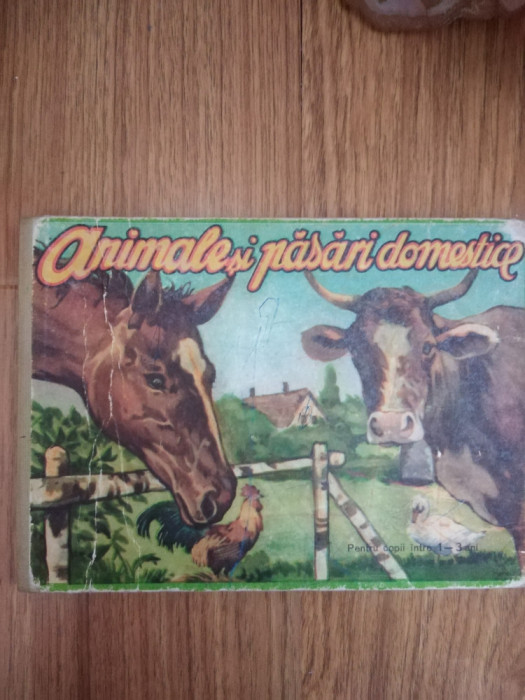 Animale și păsări domestice
Pentru copii între 1 — 3 ani